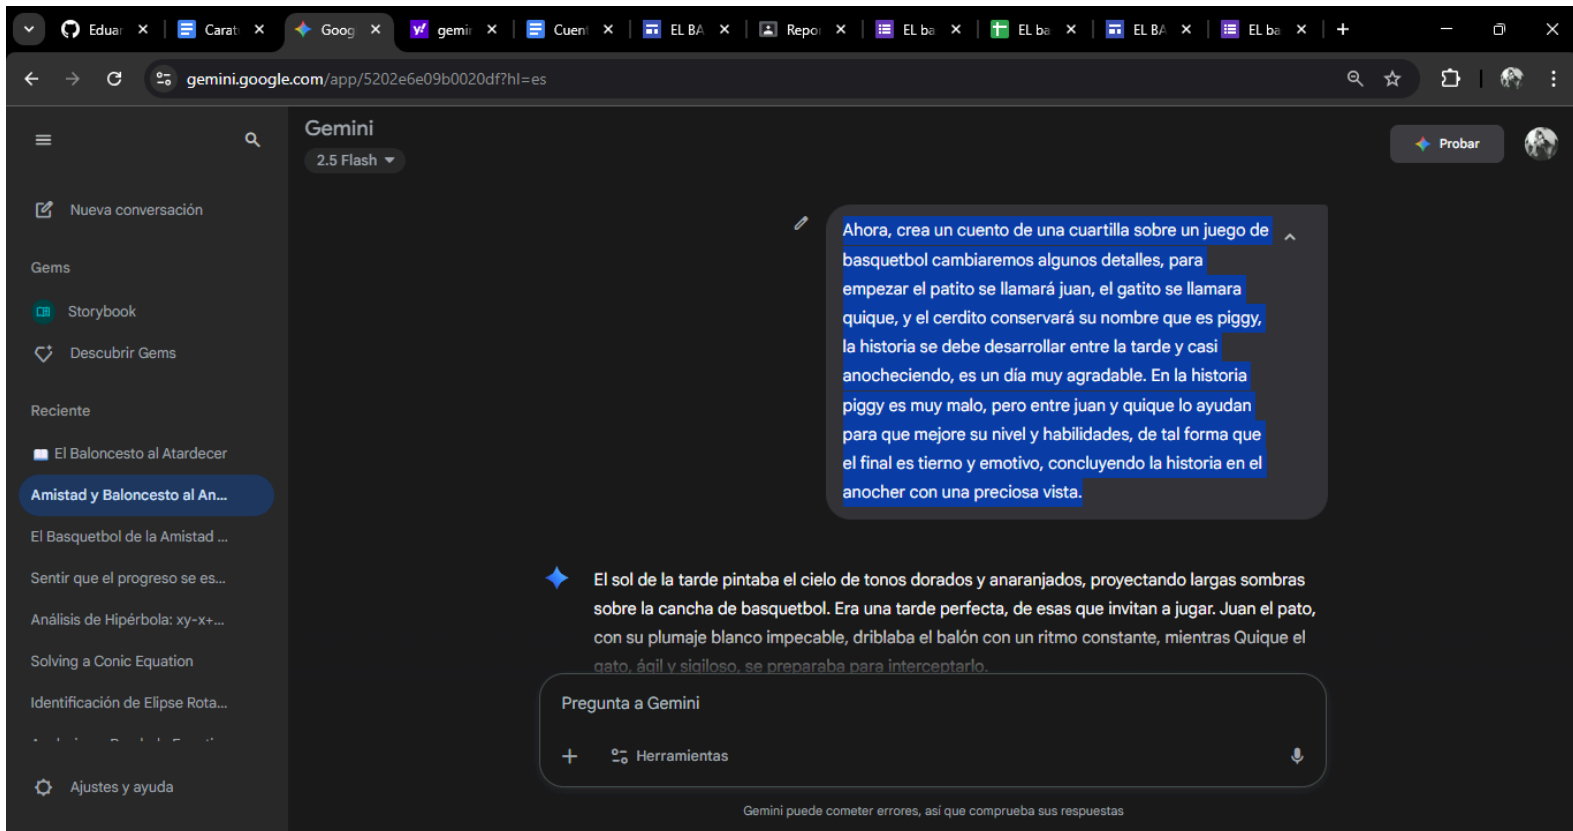 Eduar
Carat
Goog
gemin
Cuent
EL BA
Repor
EL ba
EL ba
EL BA
EL ba
gemini.google.com/app/5202e6e09b0020df?hl=es
Gemini
2.5 Flash
Probar
Nueva conversación
Gems
Storybook
Descubrir Gems
Reciente
El Baloncesto al Atardecer
Amistad y Baloncesto al An...
El Basquetbol de la Amistad ...
Sentir que el progreso se es...
Análisis de Hipérbola: xy-x+...
Solving a Conic Equation
Identificación de Elipse Rota...
Ajustes y ayuda
Ahora, crea un cuento de una cuartilla sobre un juego de
basquetbol cambiaremos algunos detalles, para
empezar el patito se llamará juan, el gatito se llamara
quique, y el cerdito conservará su nombre que es piggy,
la historia se debe desarrollar entre la tarde y casi
anocheciendo, es un día muy agradable. En la historia
piggy es muy malo, pero entre juan y quique lo ayudan
para que mejore su nivel y habilidades, de tal forma que
el final es tierno y emotivo, concluyendo la historia en el
anocher con una preciosa vista.
El sol de la tarde pintaba el cielo de tonos dorados y anaranjados, proyectando largas sombras
sobre la cancha de basquetbol. Era una tarde perfecta, de esas que invitan a jugar. Juan el pato,
con su plumaje blanco impecable, driblaba el balón con un ritmo constante, mientras Quique el
gato, ágil y sigiloso, se preparaba para interceptarlo.
Pregunta a Gemini
Herramientas
Gemini puede cometer errores, así que comprueba sus respuestas